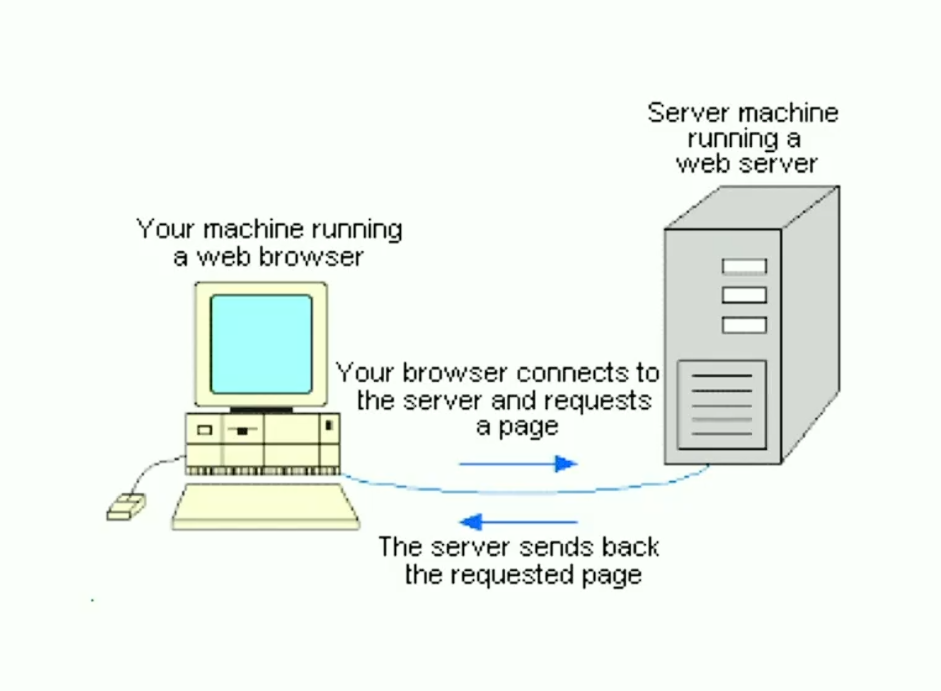 Server machine
running a
web server
Your machine running
a web browser
Your browser connects to
the server and requests
a page
The server sends back
the requested page